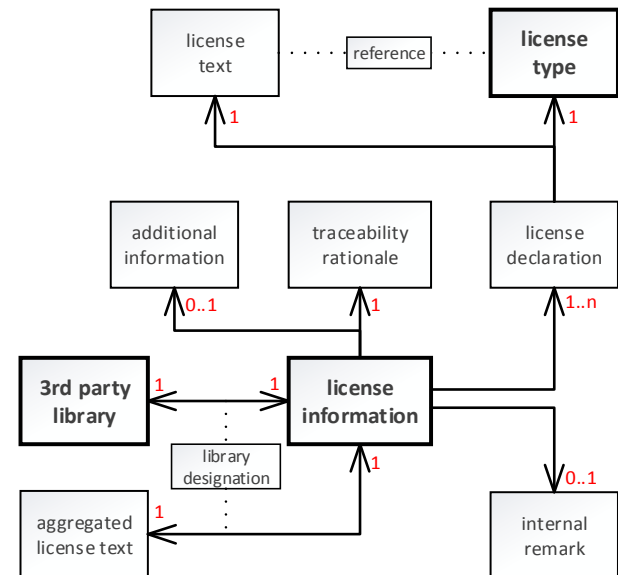 license
text
reference
license
type
1
1
additional
information
traceability
rationale
license
declaration
0..1
1
1..n
3rd party
library
1
1
license
information
library
designation
1
0..1
1
aggregated
license text
internal
remark